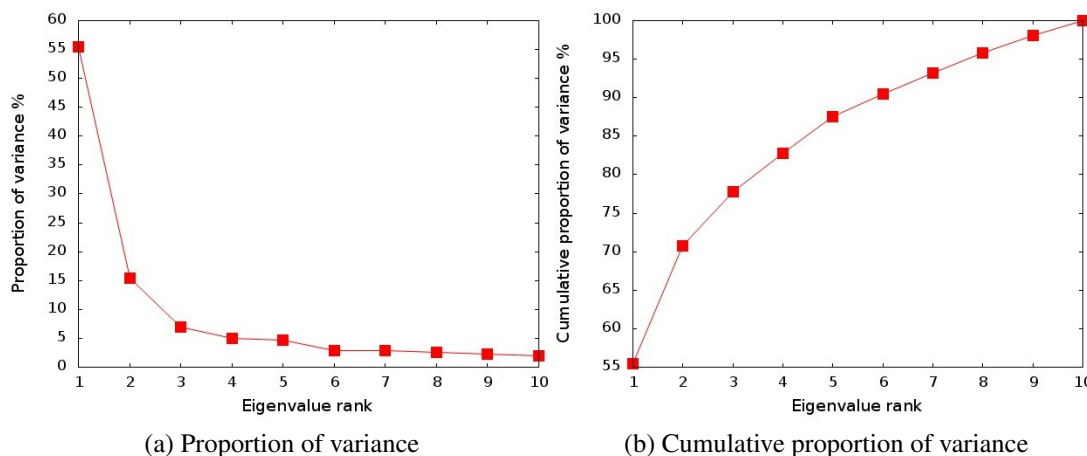 60
55
50
45
40
35
30
25
20
15
10
5
0
Proportion of variance %
1 2 3 4 5 6 7 8 9 10
Eigenvalue rank
(a) Proportion of variance
100
95
90
85
80
75
70
65
60
55
Cumulative proportion of variance %
1 2 3 4 5 6 7 8 9 10
Eigenvalue rank
(b) Cumulative proportion of variance